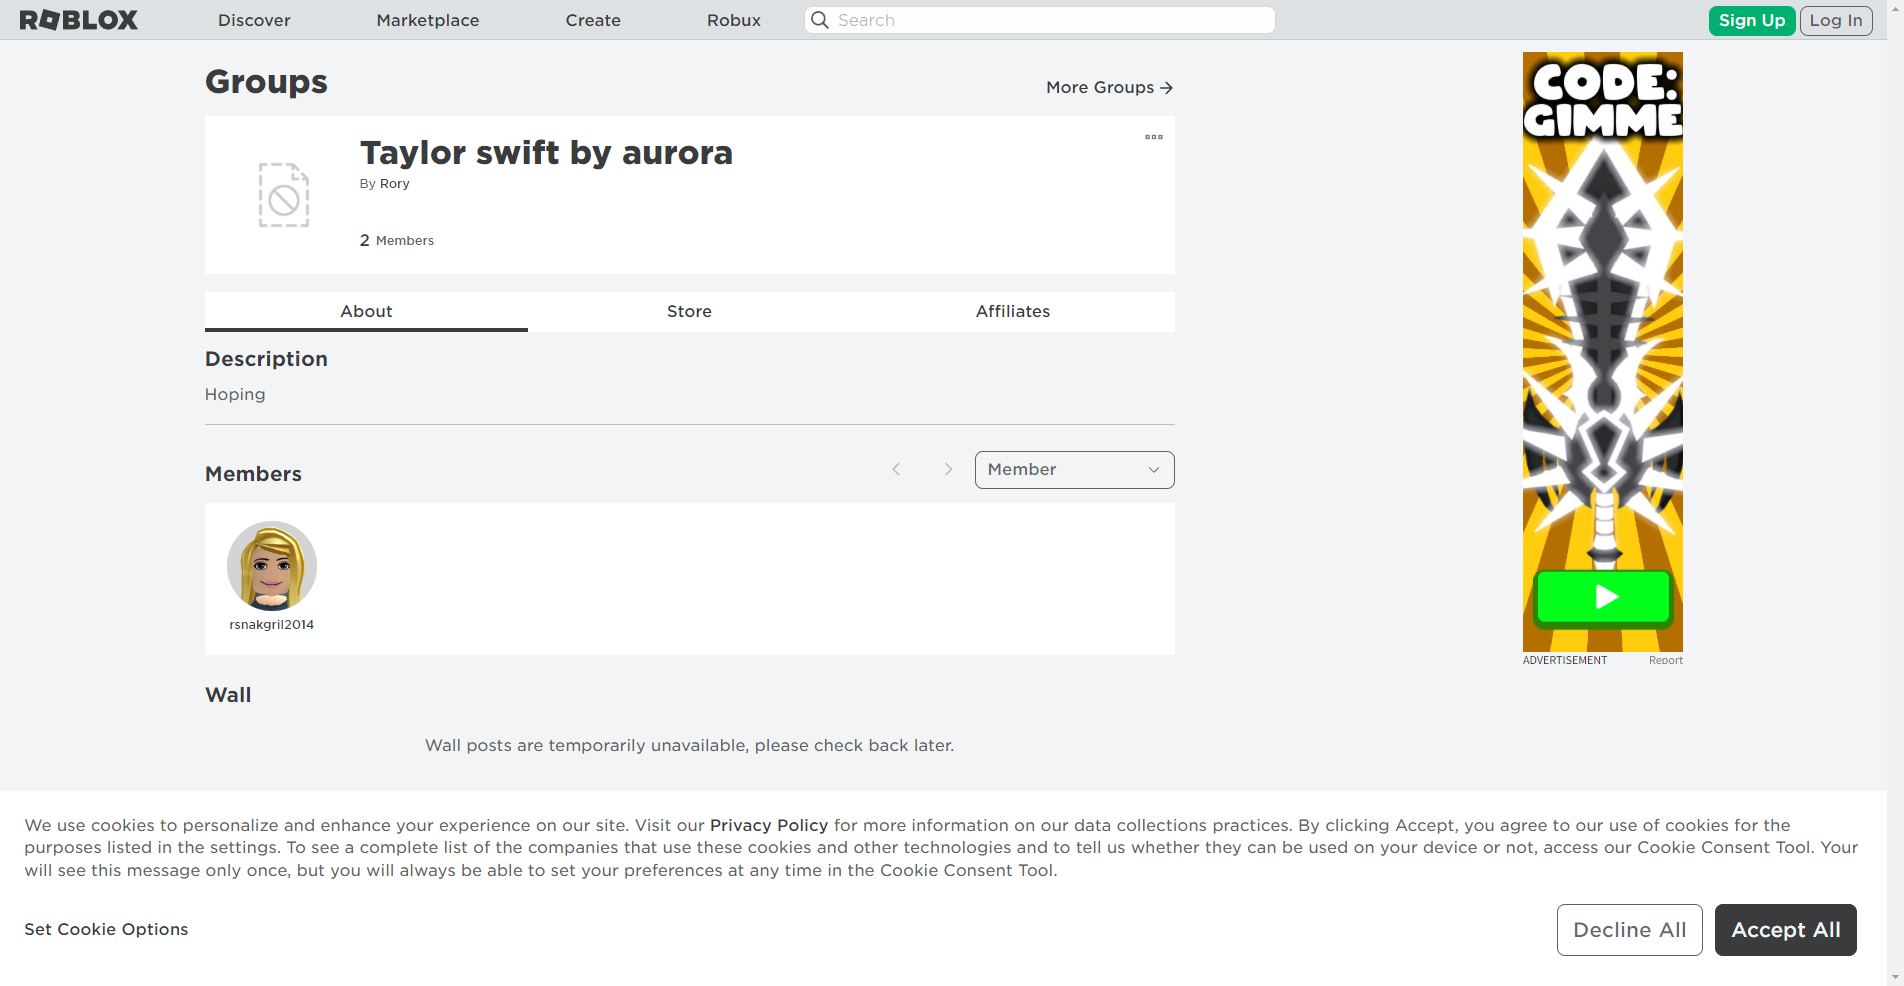 ROBLOX
Discover
Marketplace
Create
Robux
Search
Sign Up
Log In
Groups
More Groups
Taylor swift by aurora
By Rory
2 Members
About
Store
Affiliates
Description
Hoping
Members
Member
rsnakgril2014
Wall
Wall posts are temporarily unavailable, please check back later.
CODE:
GIMME
ADVERTISEMENT
Report
We use cookies to personalize and enhance your experience on our site. Visit our Privacy Policy for more information on our data collections practices. By clicking Accept, you agree to our use of cookies for the
purposes listed in the settings. To see a complete list of the companies that use these cookies and other technologies and to tell us whether they can be used on your device or not, access our Cookie Consent Tool. Your
will see this message only once, but you will always be able to set your preferences at any time in the Cookie Consent Tool.
Set Cookie Options
Decline All
Accept All